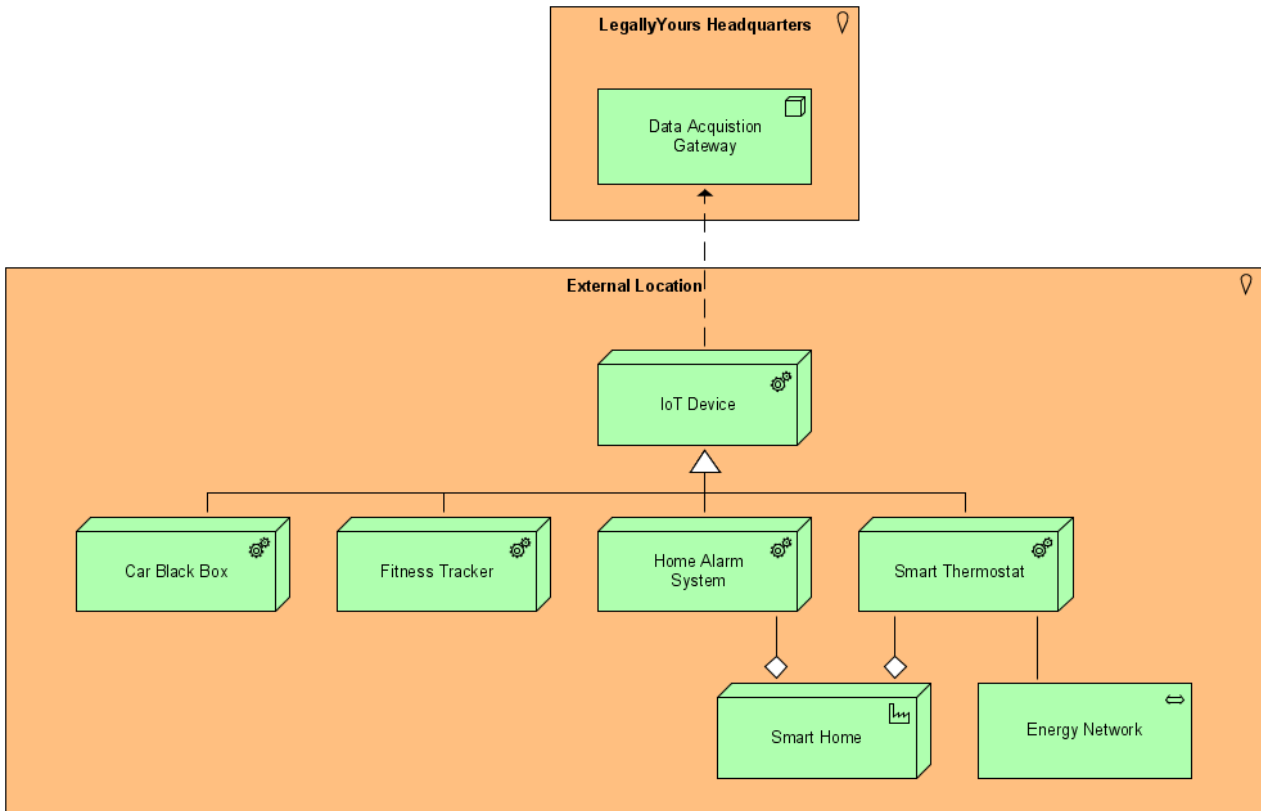 LegallyYours Headquarters
Data Acquistion
Gateway
External Location
IoT Device
Car Black Box
Fitness Tracker
Home Alarm
System
Smart Thermostat
Smart Home
Energy Network